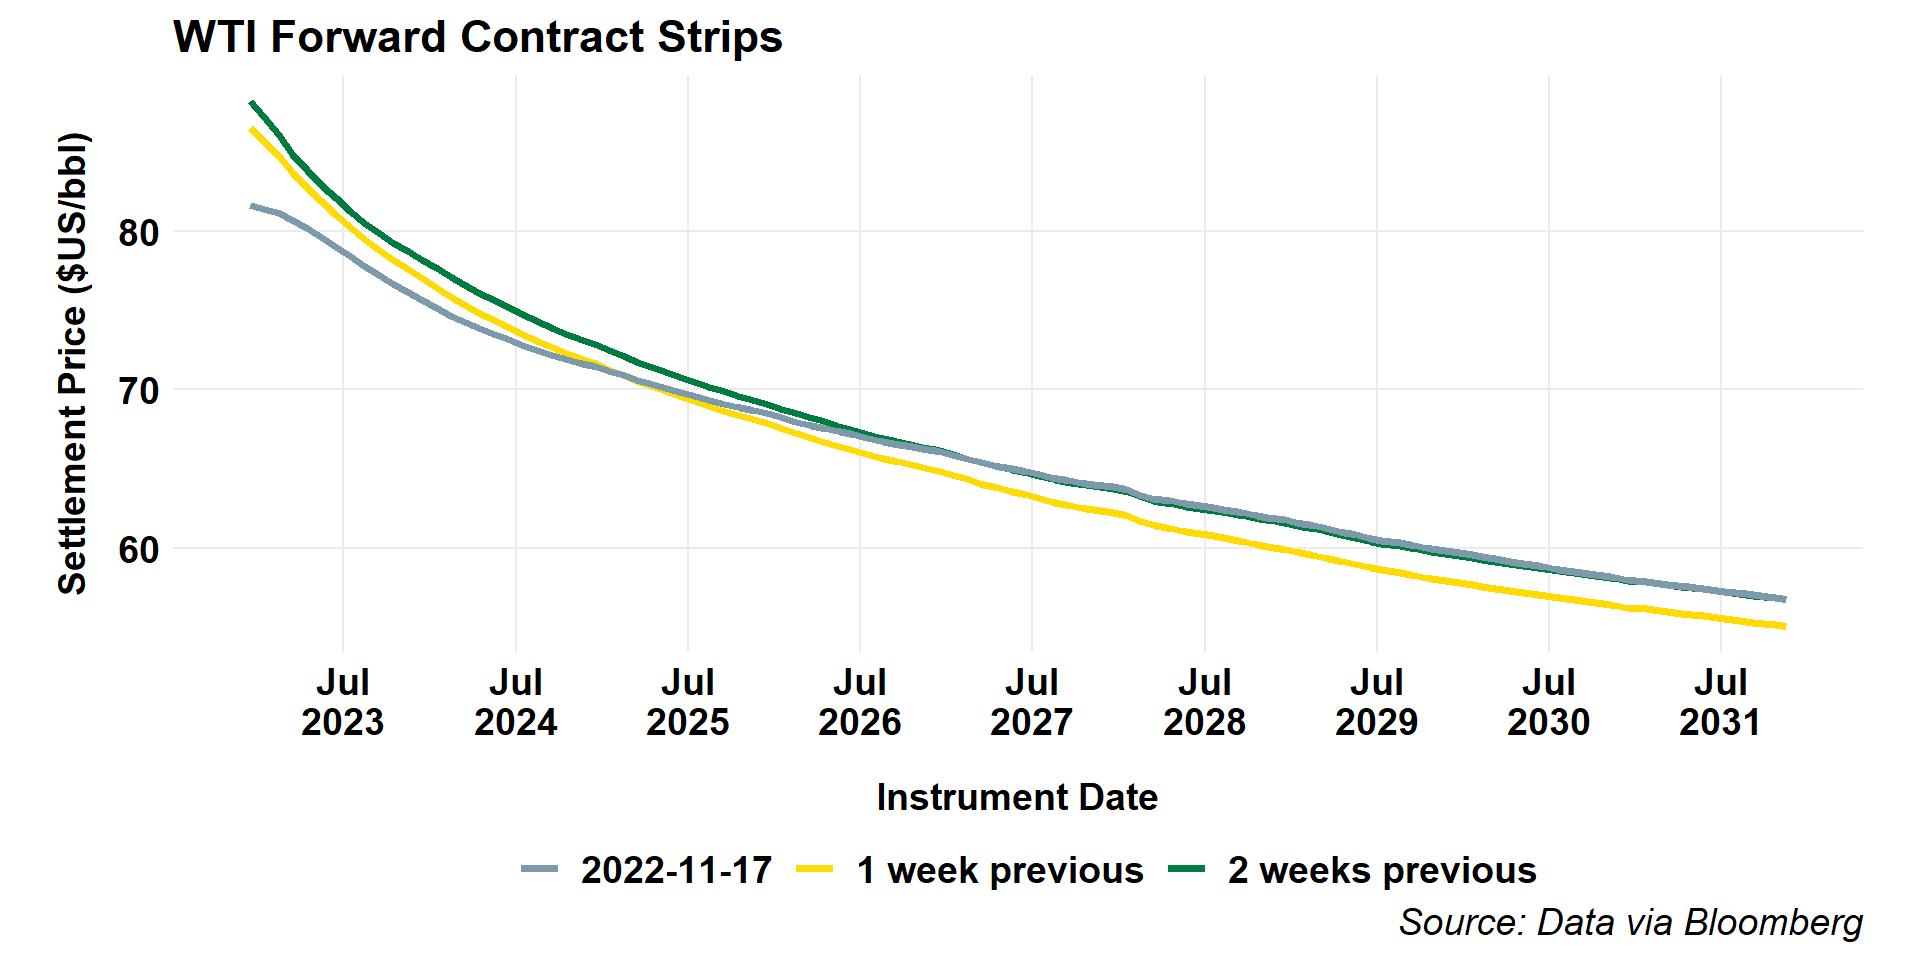 WTI Forward Contract Strips
Settlement Price ($US/bbl)
80
70
60
Jul 2023
Jul 2024
Jul 2025
Jul 2026
Jul 2027
Jul 2028
Jul 2029
Jul 2030
Jul 2031
Instrument Date
2022-11-17 1 week previous 2 weeks previous
Source: Data via Bloomberg